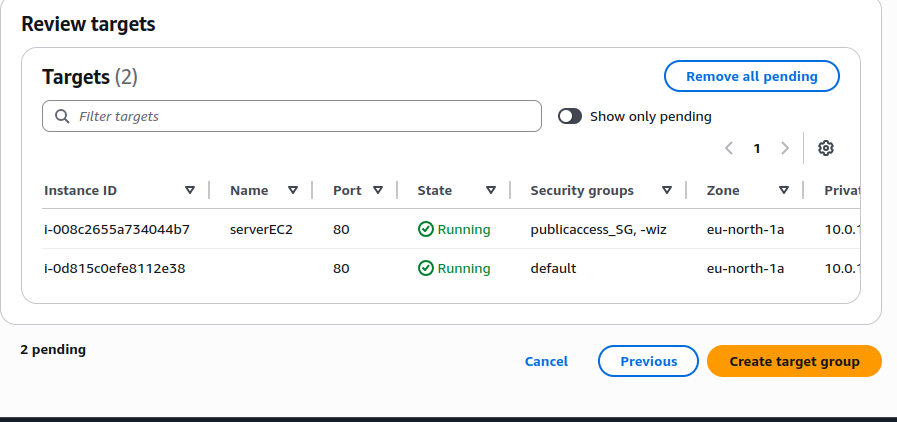 Review targets
Targets (2)
Remove all pending
Filter targets
Show only pending
1
Instance ID Name Port State Security groups Zone Privat
i-008c2655a734044b7 serverEC2 80 Running publicaccess_SG, -wiz eu-north-1a 10.0.1
i-0d815c0efe8112e38 80 Running default eu-north-1a 10.0.1
2 pending
Cancel Previous Create target group